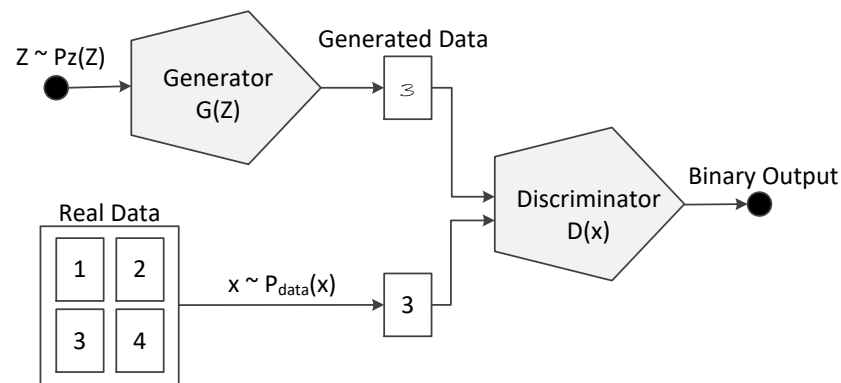 Generated Data
Z ~ Pz(Z)
Generator
G(Z)
3
Discriminator
D(x)
Binary Output
Real Data
1
2
3
4
x ~ Pdata(x)
3